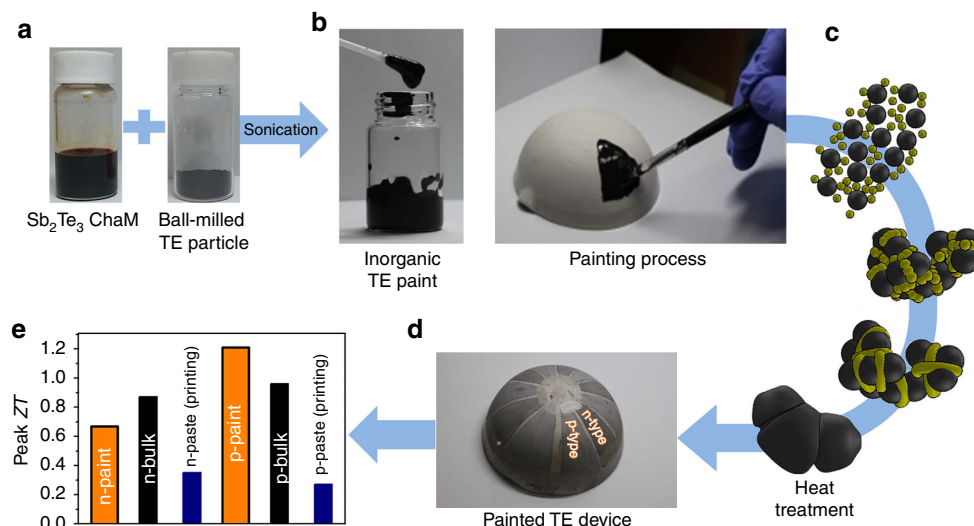 a
Sb₂Te₃ ChaM
Ball-milled
TE particle
Sonication
b
Inorganic
TE paint
Painting process
c
Heat
treatment
d
n-type
p-type
Painted TE device
e
Peak ZT
1.2
1.0
0.8
0.6
0.4
0.2
0.0
n-paint
n-bulk
n-paste (printing)
p-paint
p-bulk
p-paste (printing)